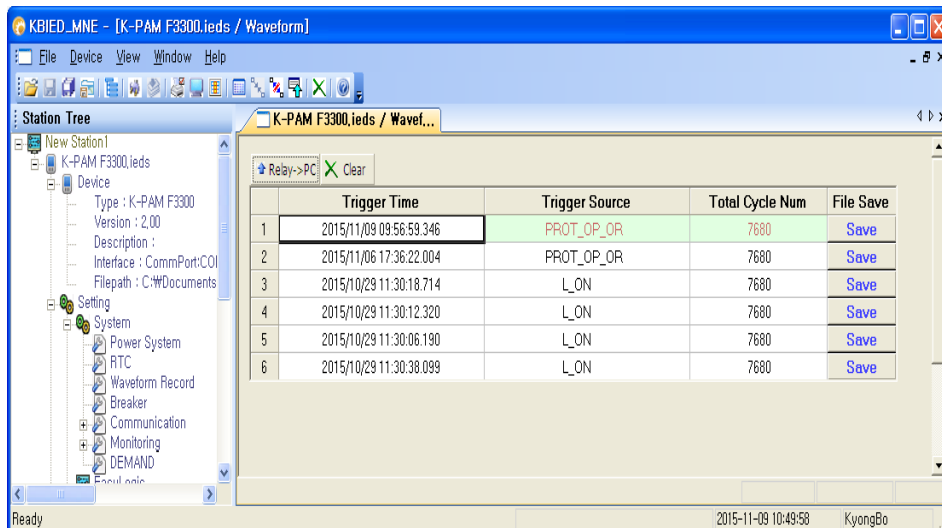 KBIED_MNE - [K-PAM F3300.ieds / Waveform]
File Device View Window Help
Station Tree
New Station1
K-PAM F3300.ieds
Device
Type : K-PAM F3300
Version : 2.00
Description :
Interface : CommPort:COI
Filepath : C:₩Documents
Setting
System
Power System
RTC
Waveform Record
Breaker
Communication
Monitoring
DEMAND
EasyLogic
K-PAM F3300.ieds / Wavef...
Relay->PC Clear
Trigger Time Trigger Source Total Cycle Num File Save
1 2015/11/09 09:56:59.346 PROT_OP_OR 7680 Save
2 2015/11/06 17:36:22.004 PROT_OP_OR 7680 Save
3 2015/10/29 11:30:18.714 L_ON 7680 Save
4 2015/10/29 11:30:12.320 L_ON 7680 Save
5 2015/10/29 11:30:06.190 L_ON 7680 Save
6 2015/10/29 11:30:38.099 L_ON 7680 Save
Ready 2015-11-09 10:49:58 KyongBo